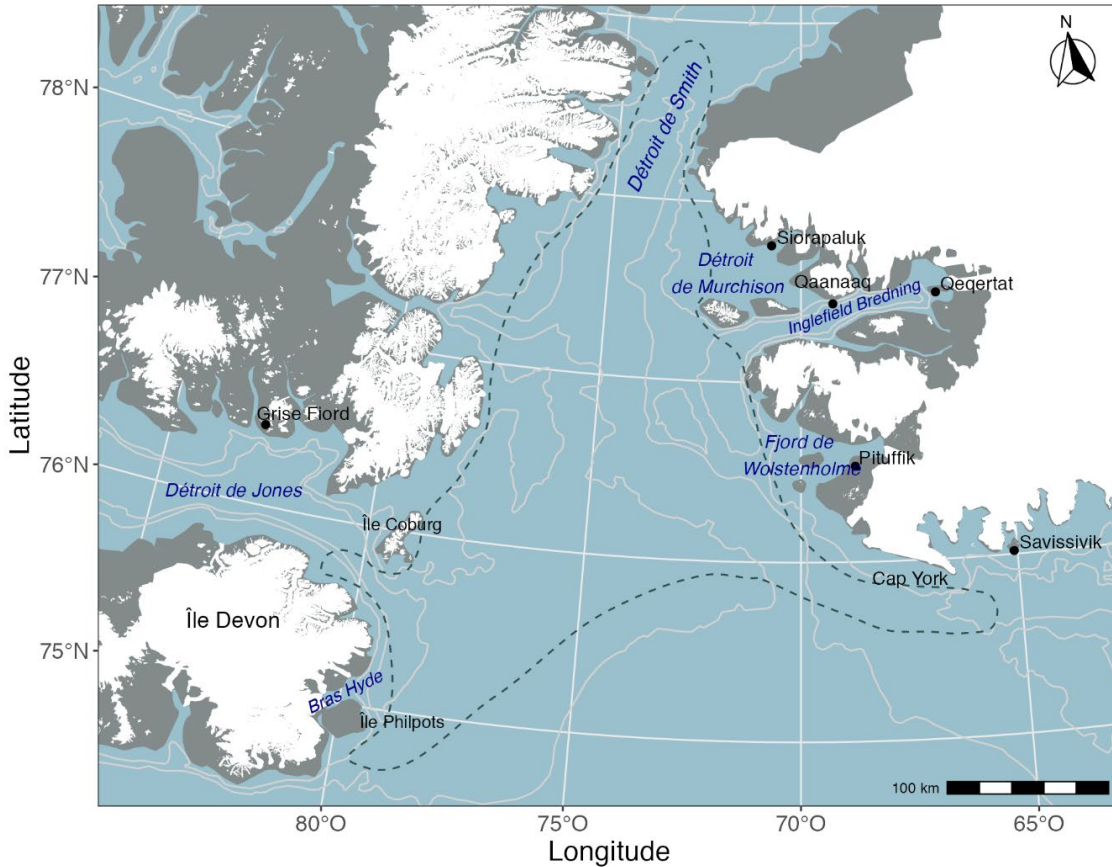 N
78°N
Détroit de Smith
Siorapaluk
77°N
Détroit
de Murchison
Qaanaaq
Qeqertat
Inglefield Bredning
Latitude
Grise Fiord
76°N
Fjord de
Wolstenholme
Pituffik
Détroit de Jones
Île Coburg
Savissivik
Cap York
Île Devon
75°N
Bras Hyde
Île Philpots
100 km
80°O
75°O
70°O
65°O
Longitude